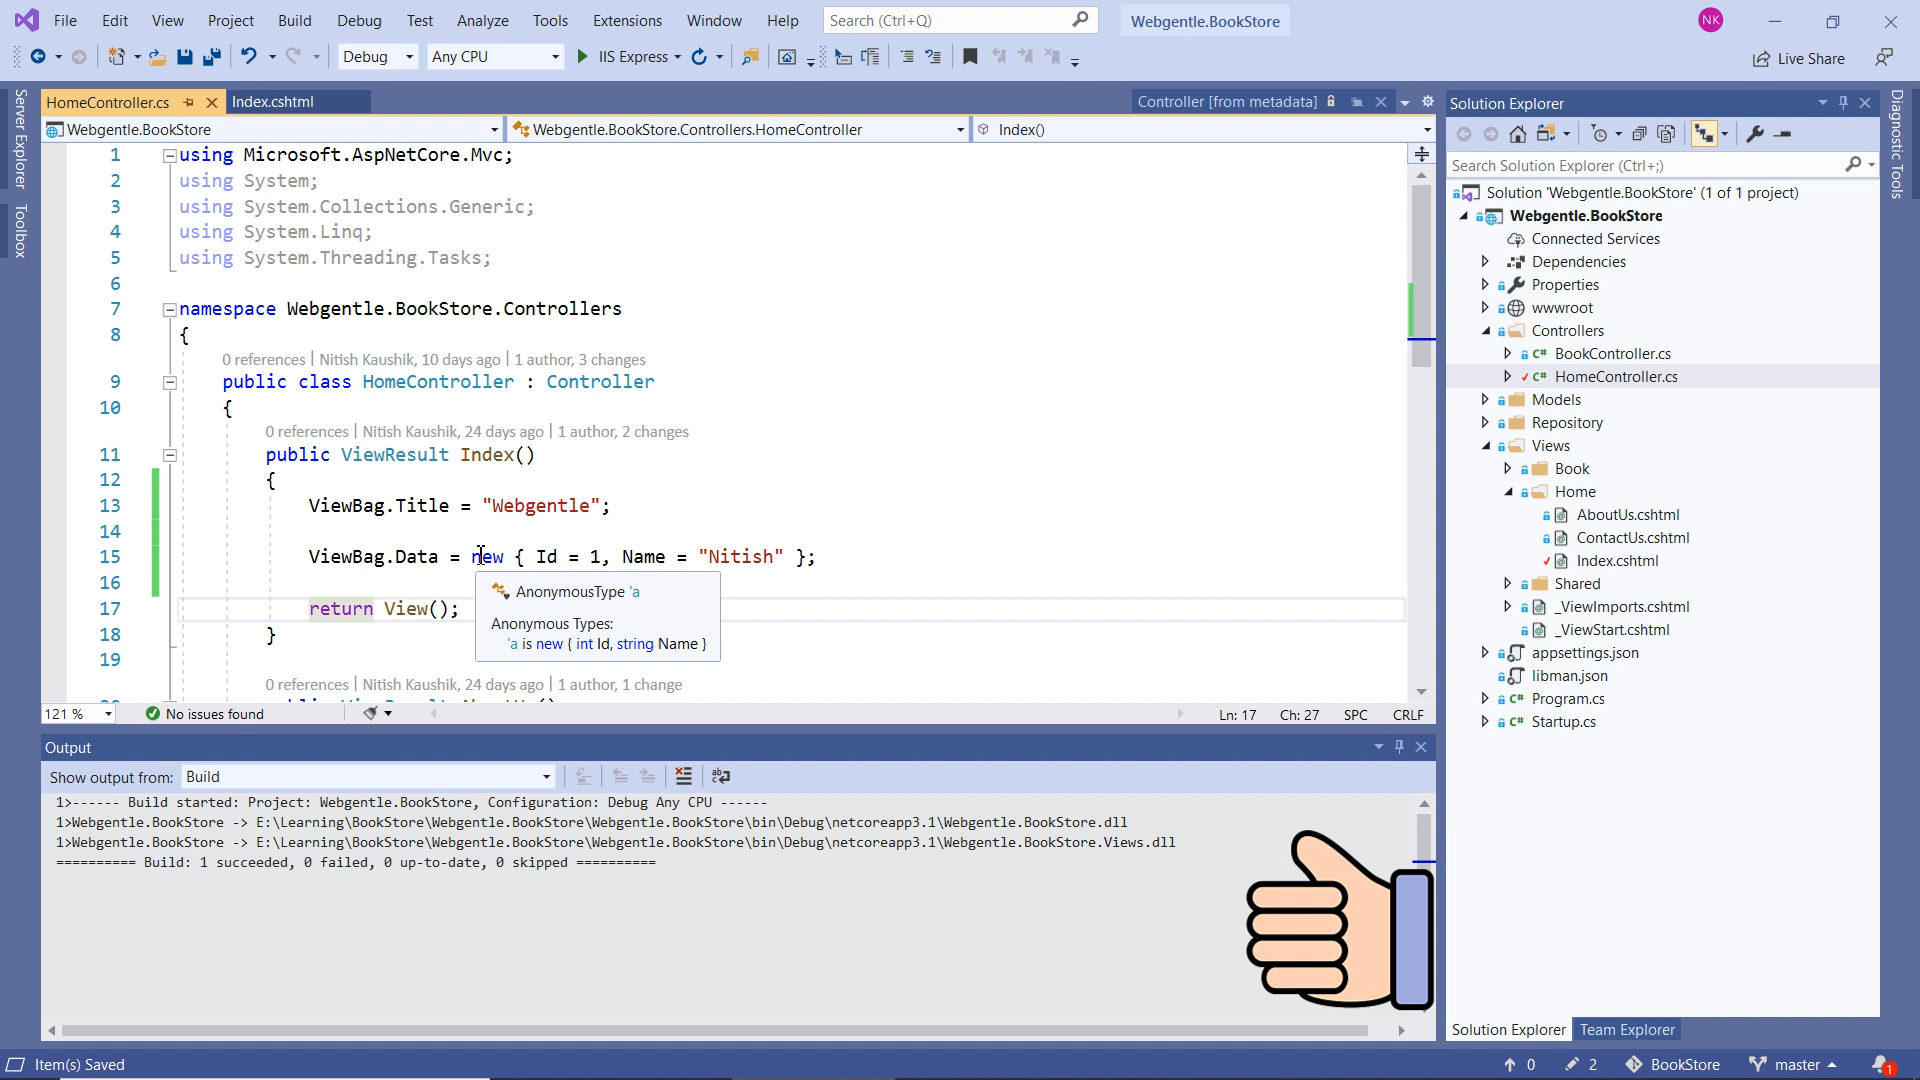 File Edit View Project Build Debug Test Analyze Tools Extensions Window Help Search (Ctrl+Q) Webgentle.BookStore NK
Debug Any CPU IIS Express Live Share
Server Explorer
Toolbox
HomeController.cs Index.cshtml Controller [from metadata]
Webgentle.BookStore Webgentle.BookStore.Controllers.HomeController Index()
1 using Microsoft.AspNetCore.Mvc;
2 using System;
3 using System.Collections.Generic;
4 using System.Linq;
5 using System.Threading.Tasks;
6
7 namespace Webgentle.BookStore.Controllers
8 {
0 references | Nitish Kaushik, 10 days ago | 1 author, 3 changes
9 public class HomeController : Controller
10 {
0 references | Nitish Kaushik, 24 days ago | 1 author, 2 changes
11 public ViewResult Index()
12 {
13 ViewBag.Title = "Webgentle";
14
15 ViewBag.Data = new { Id = 1, Name = "Nitish" };
16
AnonymousType 'a
Anonymous Types:
'a is new { int Id, string Name }
17 return View();
18 }
19
0 references | Nitish Kaushik, 24 days ago | 1 author, 1 change
121 % No issues found Ln: 17 Ch: 27 SPC CRLF
Output
Show output from: Build
1>------ Build started: Project: Webgentle.BookStore, Configuration: Debug Any CPU ------
1>Webgentle.BookStore -> E:\Learning\BookStore\Webgentle.BookStore\Webgentle.BookStore\bin\Debug\netcoreapp3.1\Webgentle.BookStore.dll
1>Webgentle.BookStore -> E:\Learning\BookStore\Webgentle.BookStore\Webgentle.BookStore\bin\Debug\netcoreapp3.1\Webgentle.BookStore.Views.dll
========== Build: 1 succeeded, 0 failed, 0 up-to-date, 0 skipped ==========
Solution Explorer
Search Solution Explorer (Ctrl+;)
Solution 'Webgentle.BookStore' (1 of 1 project)
Webgentle.BookStore
Connected Services
Dependencies
Properties
wwwroot
Controllers
C# BookController.cs
C# HomeController.cs
Models
Repository
Views
Book
Home
AboutUs.cshtml
ContactUs.cshtml
Index.cshtml
Shared
_ViewImports.cshtml
_ViewStart.cshtml
appsettings.json
libman.json
C# Program.cs
C# Startup.cs
Solution Explorer Team Explorer
Diagnostic Tools
Item(s) Saved 0 2 BookStore master 1